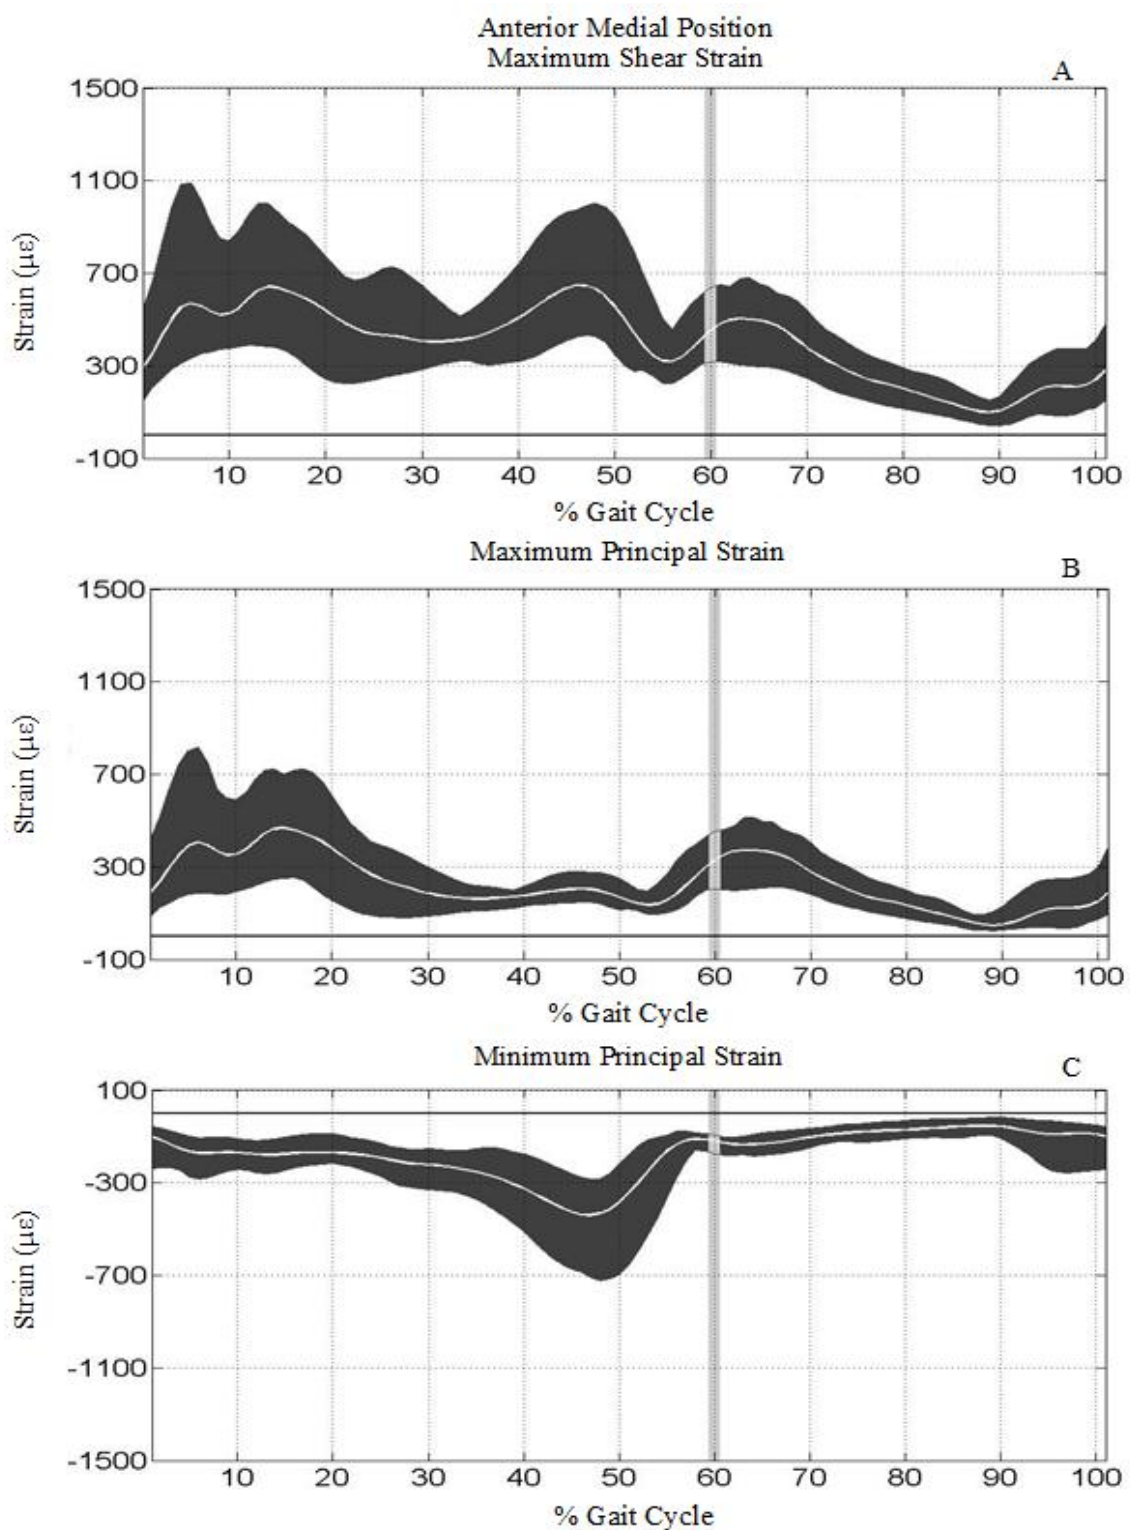 Anterior Medial Position
Maximum Shear Strain
A
1500
1100
700
300
-100
Strain (με)
10 20 30 40 50 60 70 80 90 100
% Gait Cycle
Maximum Principal Strain
B
1500
1100
700
300
-100
Strain (με)
10 20 30 40 50 60 70 80 90 100
% Gait Cycle
Minimum Principal Strain
C
100
-300
-700
-1100
-1500
Strain (με)
10 20 30 40 50 60 70 80 90 100
% Gait Cycle